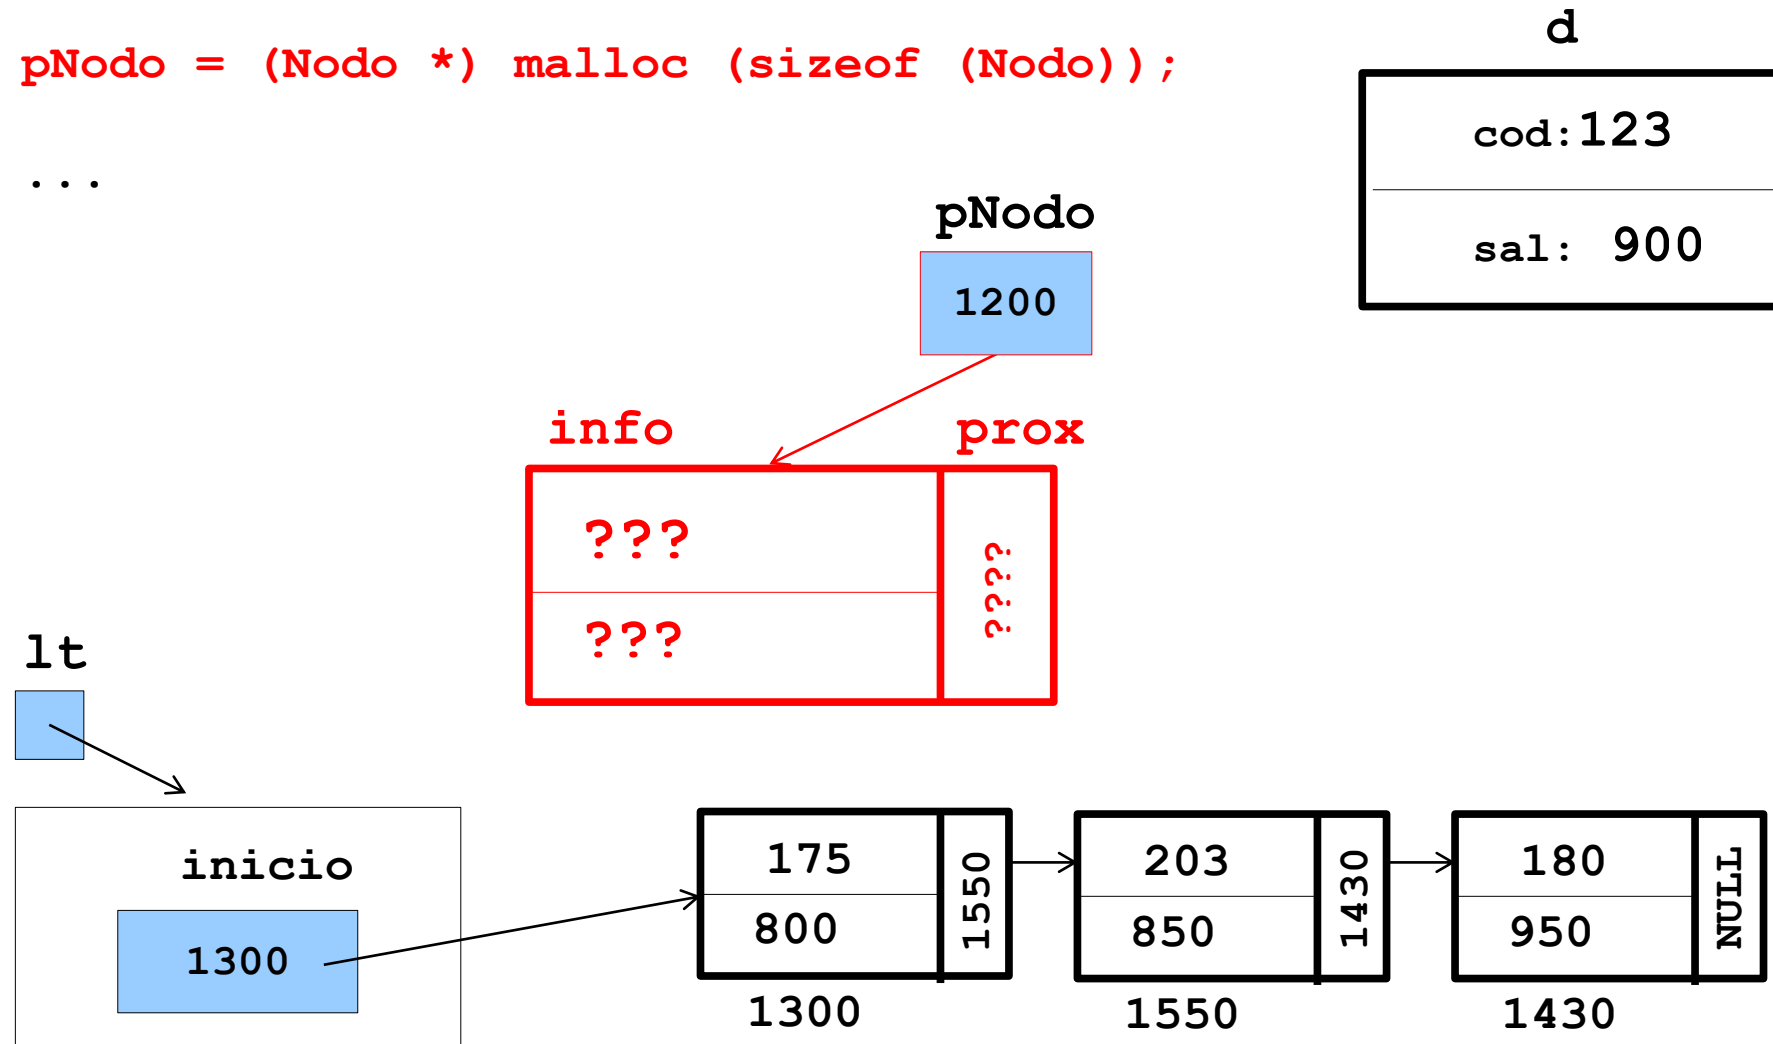 pNodo = (Nodo *) malloc (sizeof (Nodo));
...
d
cod:123
sal: 900
pNodo
1200
info prox
???
???
????
lt
inicio
1300
175
800
1550
1300
203
850
1430
1550
180
950
NULL
1430